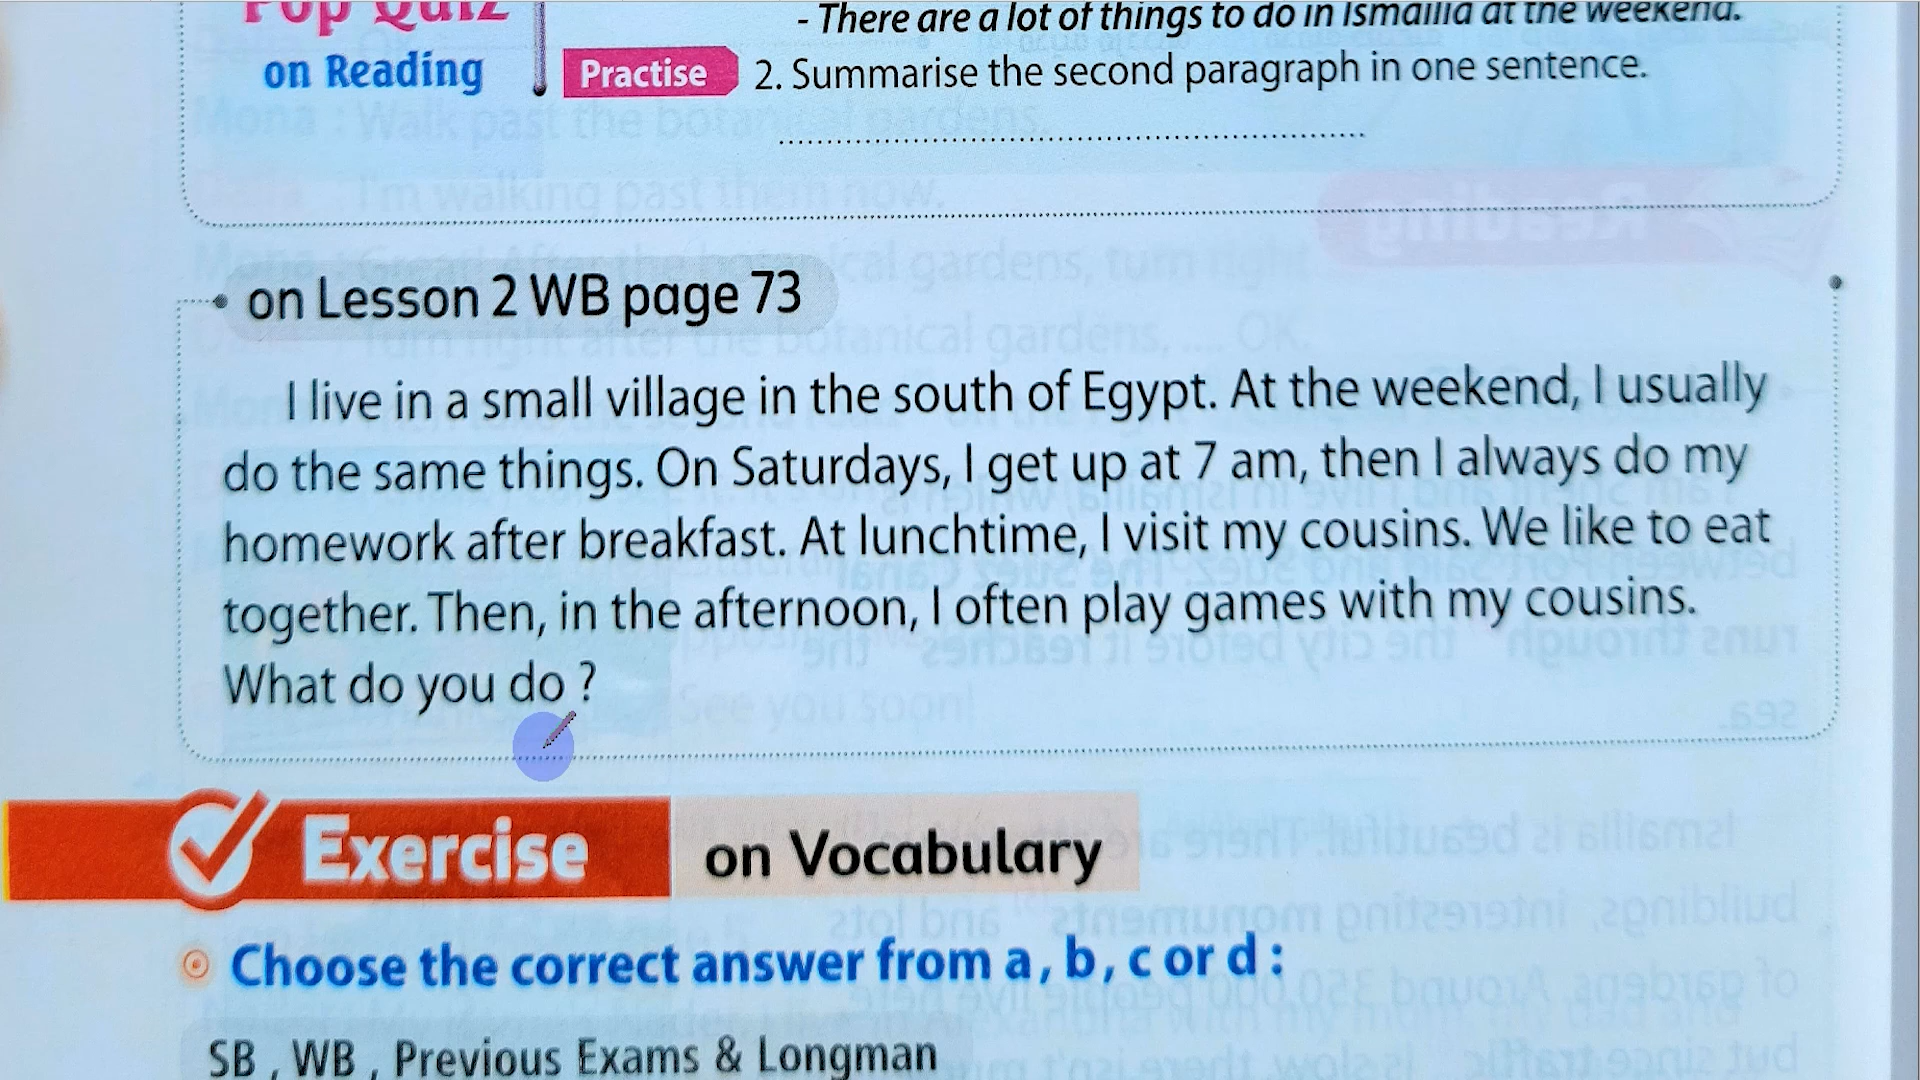 Pop Quiz
on Reading
- There are a lot of things to do in Ismailia at the weekend.
Practise 2. Summarise the second paragraph in one sentence.
on Lesson 2 WB page 73
I live in a small village in the south of Egypt. At the weekend, I usually
do the same things. On Saturdays, I get up at 7 am, then I always do my
homework after breakfast. At lunchtime, I visit my cousins. We like to eat
together. Then, in the afternoon, I often play games with my cousins.
What do you do ?
Exercise on Vocabulary
Choose the correct answer from a , b , c or d :
SB , WB , Previous Exams & Longman